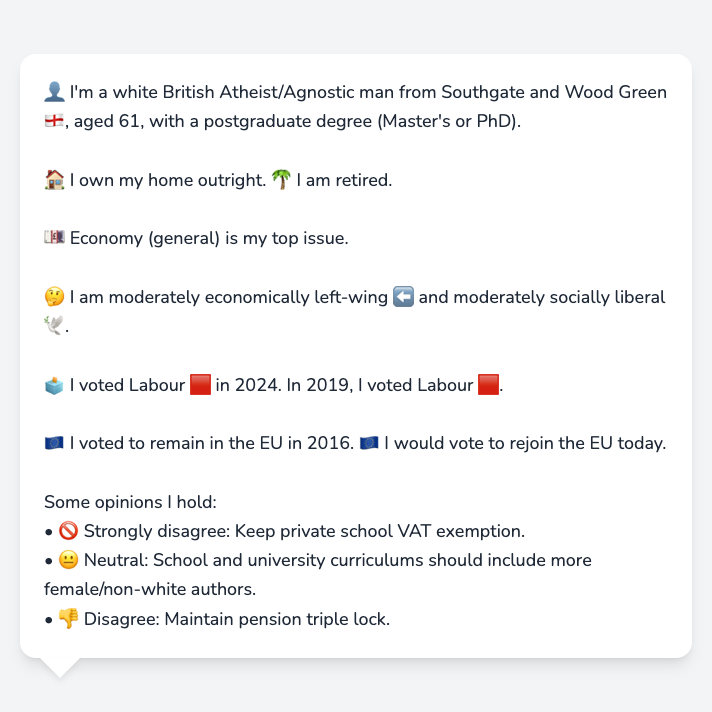 👤 I'm a white British Atheist/Agnostic man from Southgate and Wood Green
🏴󠁧󠁢󠁥󠁮󠁧󠁿, aged 61, with a postgraduate degree (Master's or PhD).
🏠 I own my home outright. 🌴 I am retired.
💷 Economy (general) is my top issue.
🤔 I am moderately economically left-wing ⬅️ and moderately socially liberal
🕊️.
🗳️ I voted Labour 🟥 in 2024. In 2019, I voted Labour 🟥.
🇪🇺 I voted to remain in the EU in 2016. 🇪🇺 I would vote to rejoin the EU today.
Some opinions I hold:
• 🚫 Strongly disagree: Keep private school VAT exemption.
• 😐 Neutral: School and university curriculums should include more
female/non-white authors.
• 👎 Disagree: Maintain pension triple lock.